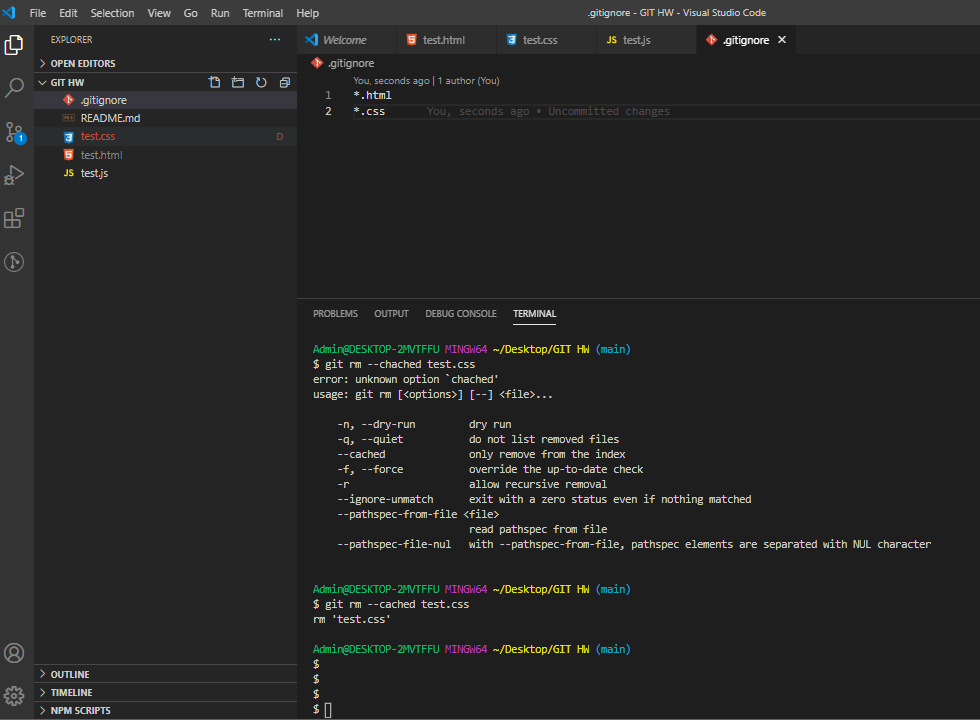 File Edit Selection View Go Run Terminal Help
.gitignore - GIT HW - Visual Studio Code
EXPLORER
OPEN EDITORS
GIT HW
.gitignore
README.md
test.css D
test.html
JS test.js
1
OUTLINE
TIMELINE
NPM SCRIPTS
Welcome
test.html
test.css
JS test.js
.gitignore
.gitignore
You, seconds ago | 1 author (You)
1 *.html
2 *.css You, seconds ago • Uncommitted changes
PROBLEMS OUTPUT DEBUG CONSOLE TERMINAL
Admin@DESKTOP-2MVTFFU MINGW64 ~/Desktop/GIT HW (main)
$ git rm --chached test.css
error: unknown option `chached'
usage: git rm [<options>] [--] <file>...
-n, --dry-run dry run
-q, --quiet do not list removed files
--cached only remove from the index
-f, --force override the up-to-date check
-r allow recursive removal
--ignore-unmatch exit with a zero status even if nothing matched
--pathspec-from-file <file>
read pathspec from file
--pathspec-file-nul with --pathspec-from-file, pathspec elements are separated with NUL character
Admin@DESKTOP-2MVTFFU MINGW64 ~/Desktop/GIT HW (main)
$ git rm --cached test.css
rm 'test.css'
Admin@DESKTOP-2MVTFFU MINGW64 ~/Desktop/GIT HW (main)
$
$
$
$